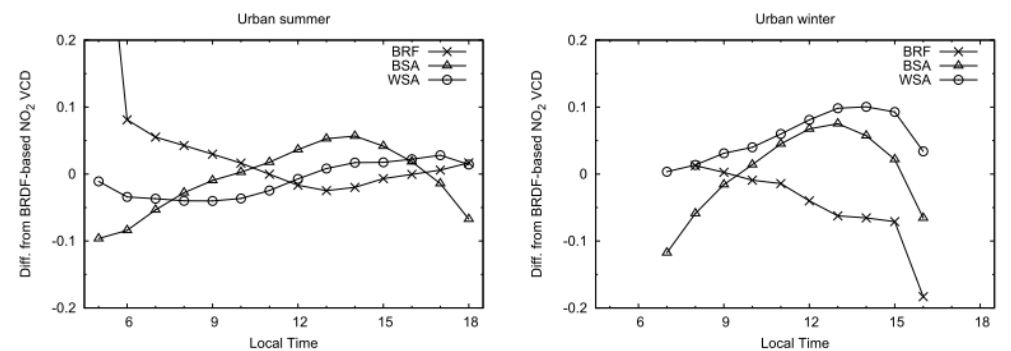 Urban summer
Diff. from BRDF-based NO2 VCD
0.2
0.1
0
-0.1
-0.2
BRF
BSA
WSA
6
9
12
15
18
Local Time
Urban winter
Diff. from BRDF-based NO2 VCD
0.2
0.1
0
-0.1
-0.2
BRF
BSA
WSA
6
9
12
15
18
Local Time